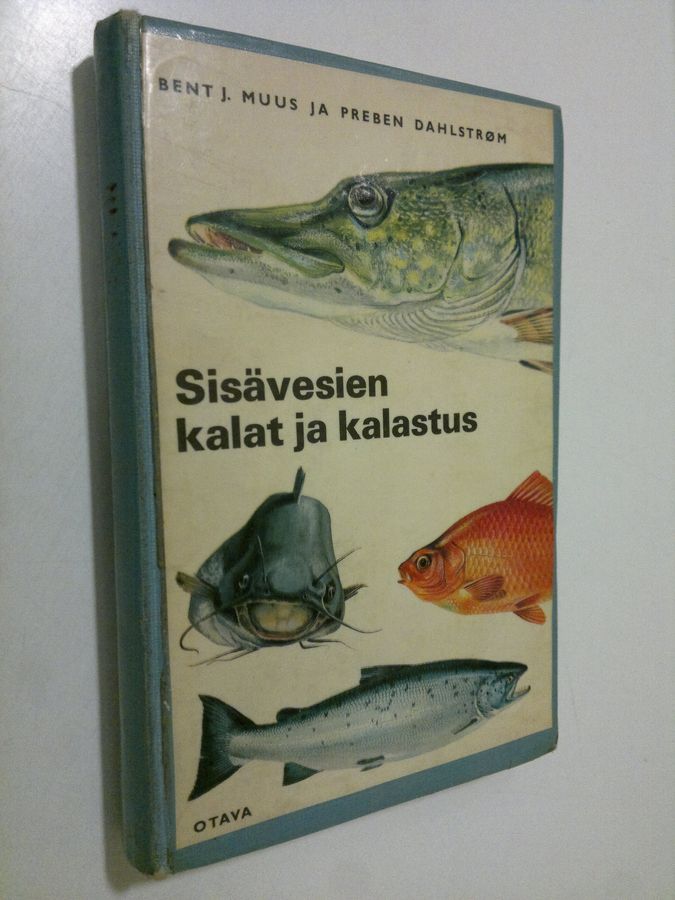 BENT J. MUUS JA PREBEN DAHLSTRØM
Sisävesien
kalat ja kalastus
OTAVA